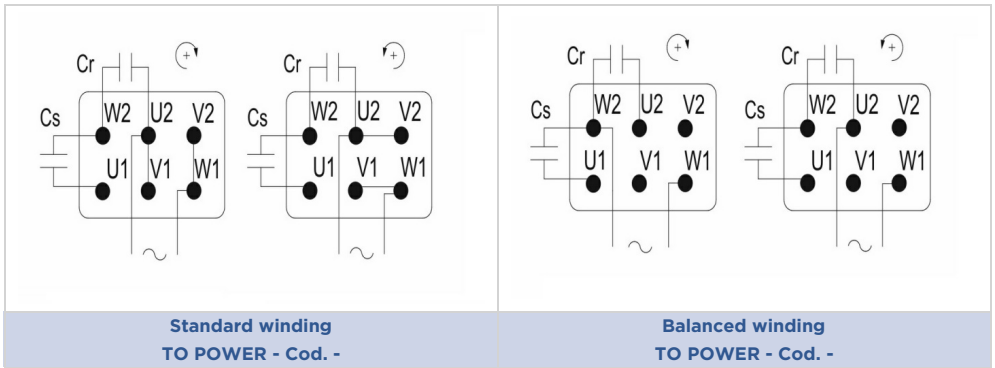 Cr + Cr + Cr + Cr +
Cs W2 U2 V2 Cs W2 U2 V2 Cs W2 U2 V2 Cs W2 U2 V2
U1 V1 W1 U1 V1 W1 U1 V1 W1 U1 V1 W1
~ ~ ~ ~
Standard winding Balanced winding
TO POWER - Cod. - TO POWER - Cod. -